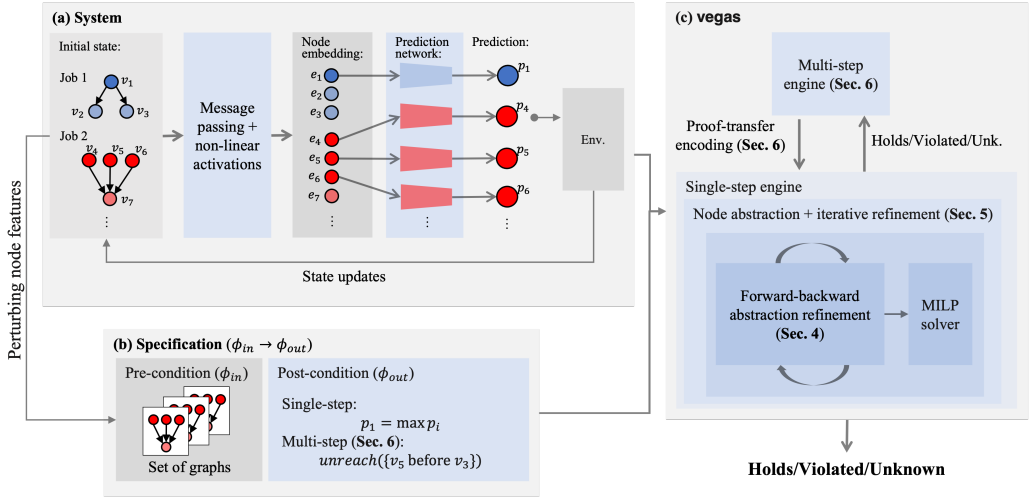 (a) System
Initial state:
Job 1
v1
v2
v3
Job 2
v4
v5
v6
v7
⋮
Message
passing +
non-linear
activations
Node
embedding:
e1
e2
e3
e4
e5
e6
e7
⋮
Prediction
network:
Prediction:
p1
p4
p5
p6
⋮
Env.
State updates
Perturbing node features
(b) Specification (ϕin → ϕout)
Pre-condition (ϕin)
Set of graphs
Post-condition (ϕout)
Single-step:
p1 = max pi
Multi-step (Sec. 6):
unreach({v5 before v3})
(c) vegas
Multi-step
engine (Sec. 6)
Proof-transfer
encoding (Sec. 6)
Holds/Violated/Unk.
Single-step engine
Node abstraction + iterative refinement (Sec. 5)
Forward-backward
abstraction refinement
(Sec. 4)
MILP
solver
Holds/Violated/Unknown